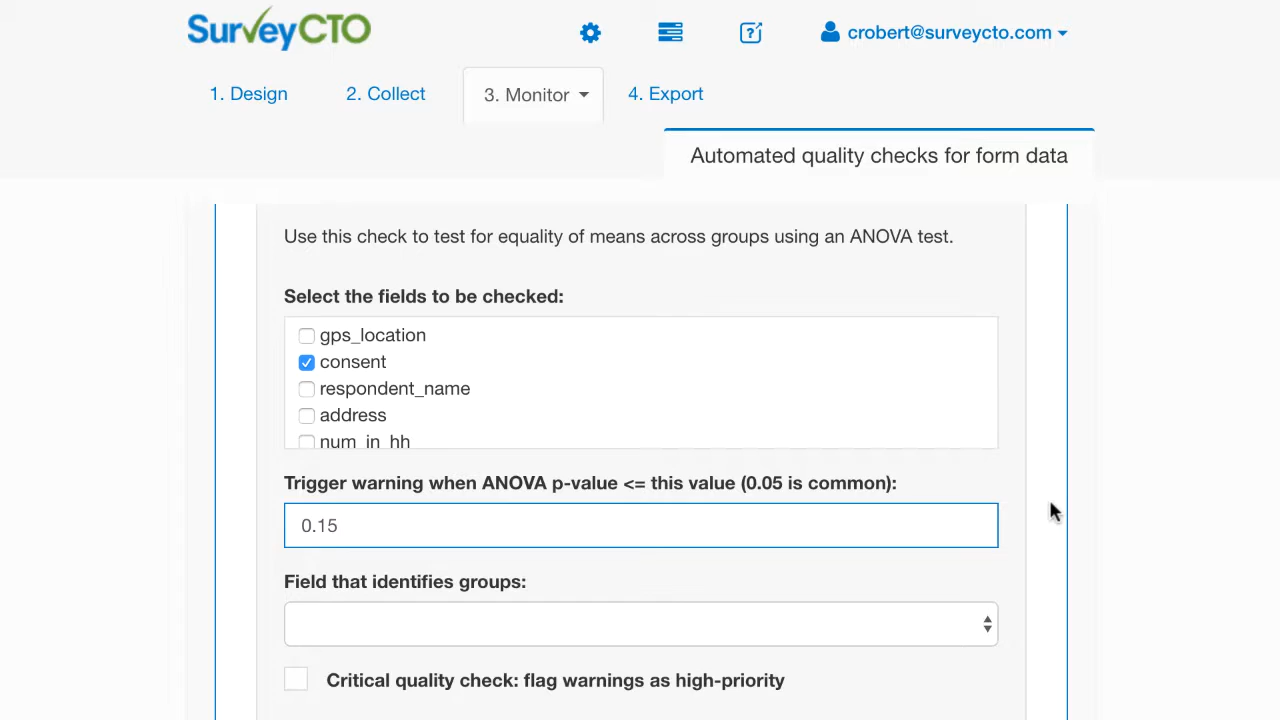 SurveyCTO
crobert@surveycto.com
1. Design
2. Collect
3. Monitor
4. Export
Automated quality checks for form data
Use this check to test for equality of means across groups using an ANOVA test.
Select the fields to be checked:
gps_location
consent
respondent_name
address
num_in_hh
Trigger warning when ANOVA p-value <= this value (0.05 is common):
0.15
Field that identifies groups:
Critical quality check: flag warnings as high-priority